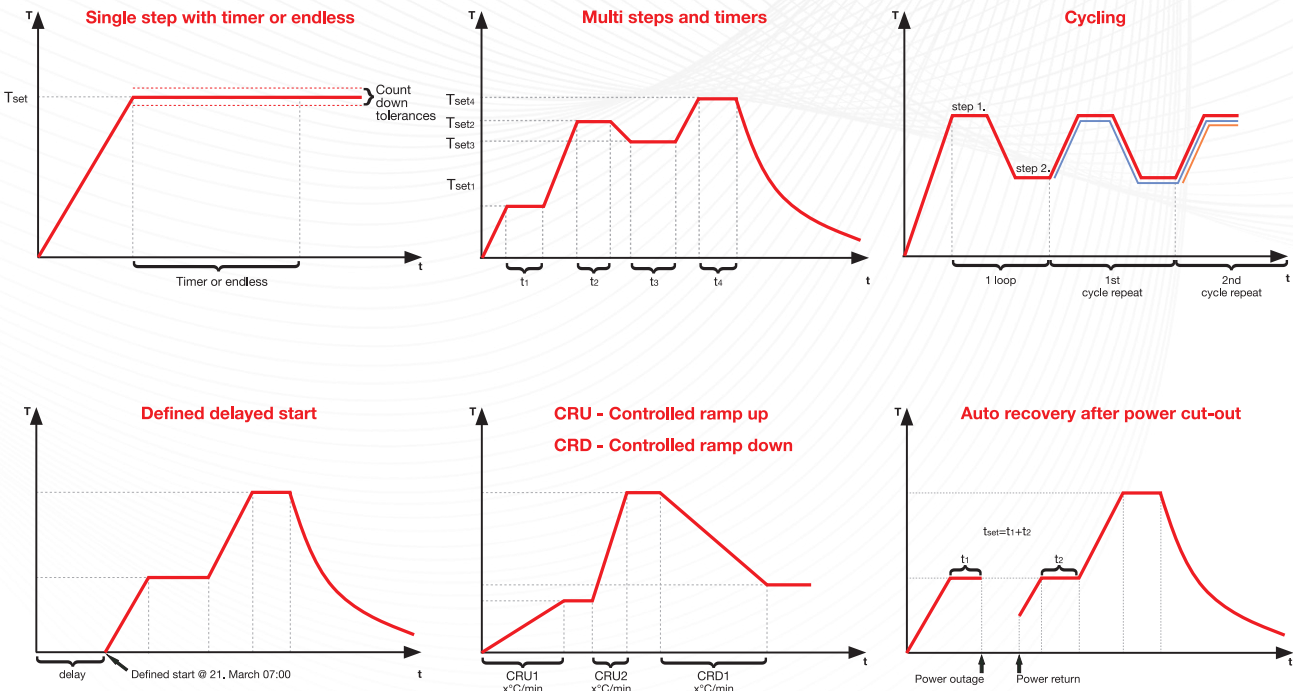 Single step with timer or endless
T
Tset
Count
down
tolerances
t
Timer or endless
Multi steps and timers
T
Tset4
Tset2
Tset3
Tset1
t
t1
t2
t3
t4
Cycling
T
step 1.
step 2.
1 loop
1st
cycle repeat
2nd
cycle repeat
t
Defined delayed start
T
t
delay
Defined start @ 21. March 07:00
CRU - Controlled ramp up
CRD - Controlled ramp down
T
t
CRU1
x°C/min
CRU2
x°C/min
CRD1
x°C/min
Auto recovery after power cut-out
T
tset=t1+t2
t1
t2
t
Power outage
Power return